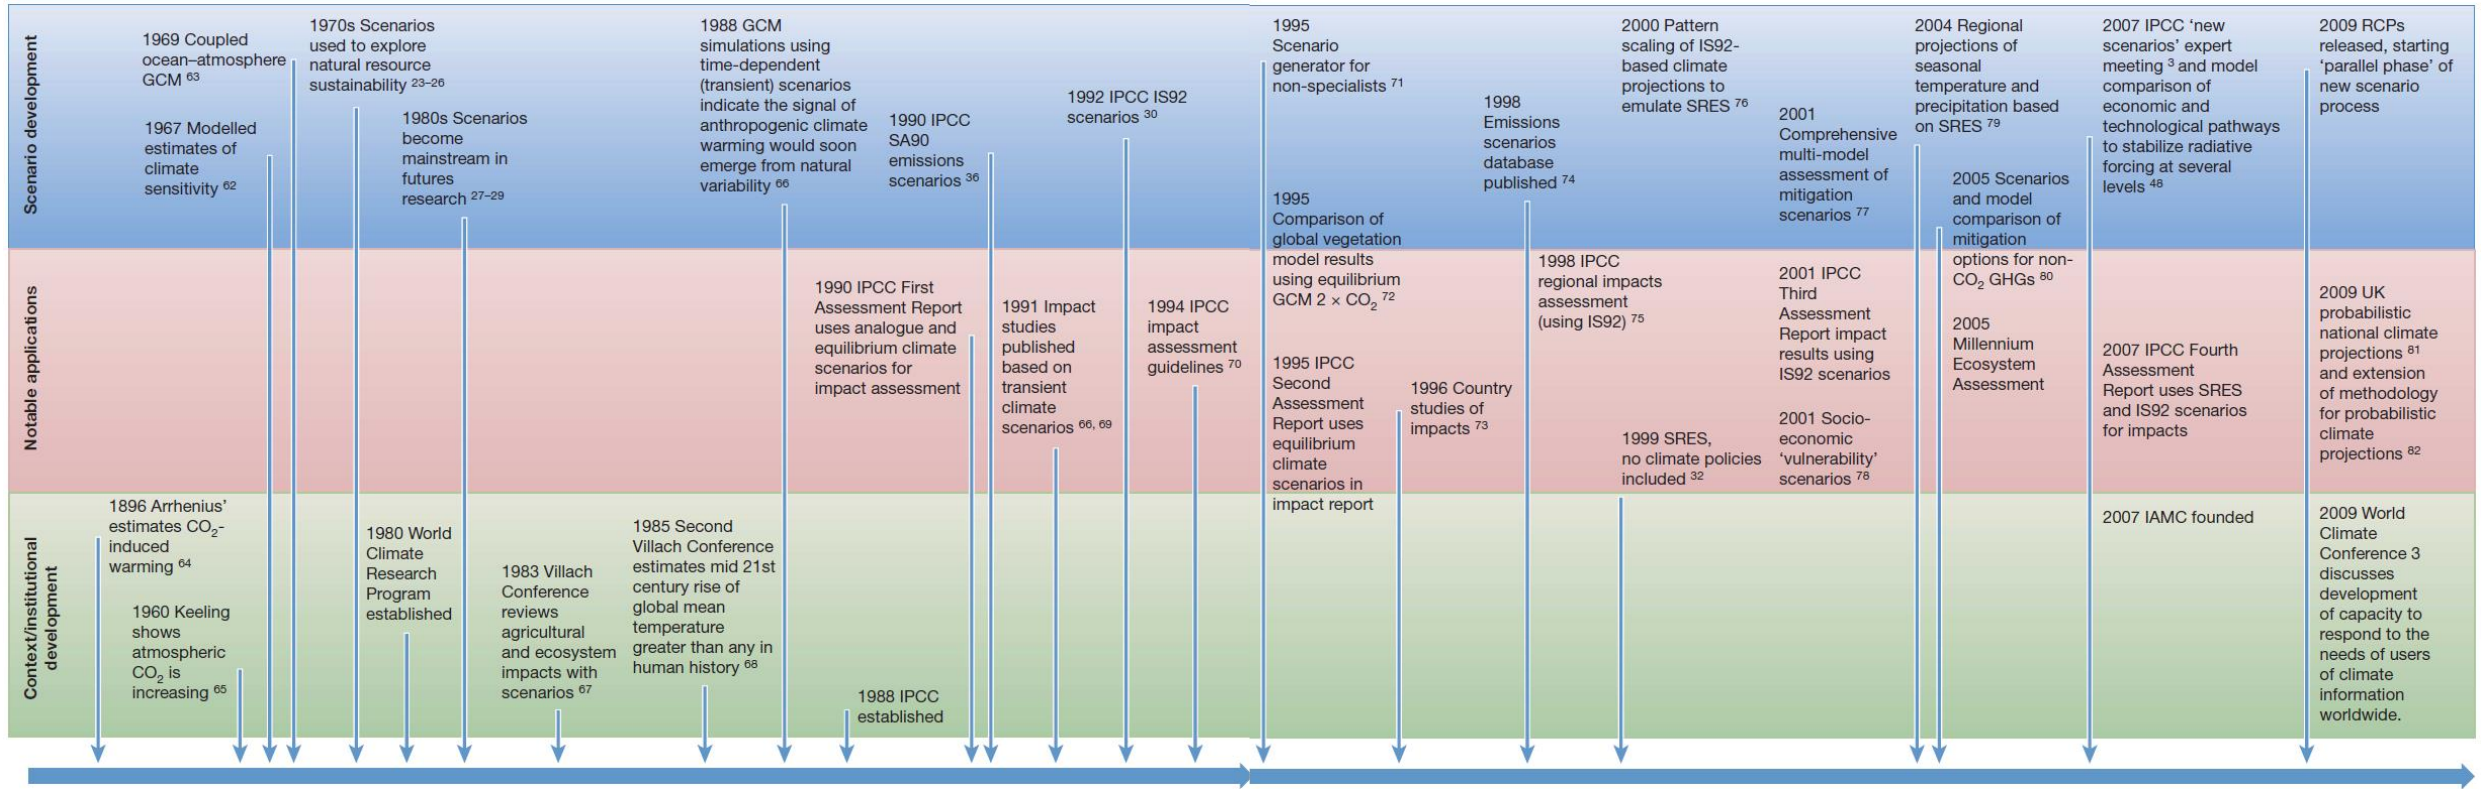 Scenario development
1969 Coupled
ocean–atmosphere
GCM 63
1967 Modelled
estimates of
climate
sensitivity 62
1970s Scenarios
used to explore
natural resource
sustainability 23–26
1980s Scenarios
become
mainstream in
futures
research 27–29
1988 GCM
simulations using
time-dependent
(transient) scenarios
indicate the signal of
anthropogenic climate
warming would soon
emerge from natural
variability 66
1990 IPCC
SA90
emissions
scenarios 36
1992 IPCC IS92
scenarios 30
1995
Scenario
generator for
non-specialists 71
1995
Comparison of
global vegetation
model results
using equilibrium
GCM 2 × CO2 72
1998
Emissions
scenarios
database
published 74
2000 Pattern
scaling of IS92-
based climate
projections to
emulate SRES 76
2001
Comprehensive
multi-model
assessment of
mitigation
scenarios 77
2004 Regional
projections of
seasonal
temperature and
precipitation based
on SRES 79
2005 Scenarios
and model
comparison of
mitigation
options for non-
CO2 GHGs 80
2007 IPCC ‘new
scenarios’ expert
meeting 3 and model
comparison of
economic and
technological pathways
to stabilize radiative
forcing at several
levels 48
2009 RCPs
released, starting
‘parallel phase’ of
new scenario
process
Notable applications
1990 IPCC First
Assessment Report
uses analogue and
equilibrium climate
scenarios for
impact assessment
1991 Impact
studies
published
based on
transient
climate
scenarios 66, 69
1994 IPCC
impact
assessment
guidelines 70
1995 IPCC
Second
Assessment
Report uses
equilibrium
climate
scenarios in
impact report
1996 Country
studies of
impacts 73
1998 IPCC
regional impacts
assessment
(using IS92) 75
1999 SRES,
no climate policies
included 32
2001 IPCC
Third
Assessment
Report impact
results using
IS92 scenarios
2001 Socio-
economic
‘vulnerability’
scenarios 78
2005
Millennium
Ecosystem
Assessment
2007 IPCC Fourth
Assessment
Report uses SRES
and IS92 scenarios
for impacts
2009 UK
probabilistic
national climate
projections 81
and extension
of methodology
for probabilistic
climate
projections 82
Context/institutional
development
1896 Arrhenius’
estimates CO2-
induced
warming 64
1960 Keeling
shows
atmospheric
CO2 is
increasing 65
1980 World
Climate
Research
Program
established
1983 Villach
Conference
reviews
agricultural
and ecosystem
impacts with
scenarios 67
1985 Second
Villach Conference
estimates mid 21st
century rise of
global mean
temperature
greater than any in
human history 68
1988 IPCC
established
2007 IAMC founded
2009 World
Climate
Conference 3
discusses
development
of capacity to
respond to the
needs of users
of climate
information
worldwide.